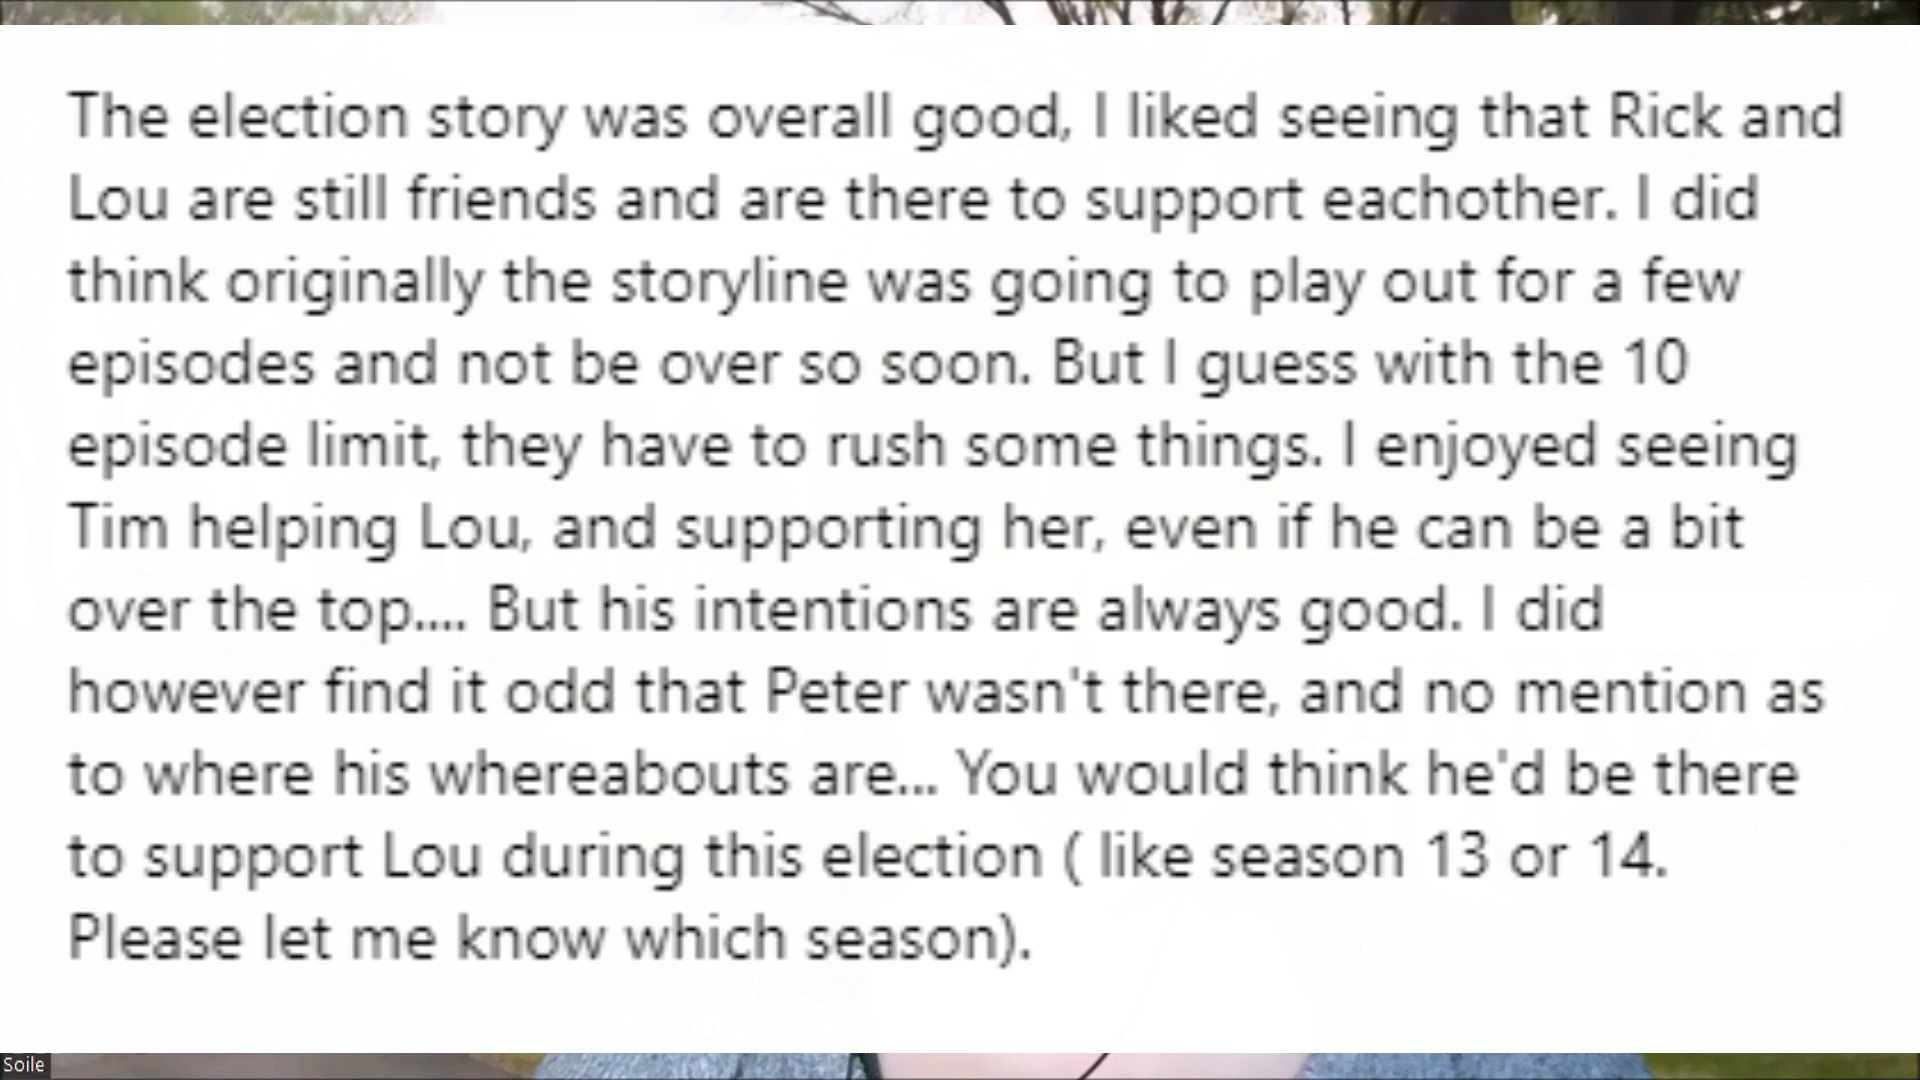 The election story was overall good, I liked seeing that Rick and
Lou are still friends and are there to support eachother. I did
think originally the storyline was going to play out for a few
episodes and not be over so soon. But I guess with the 10
episode limit, they have to rush some things. I enjoyed seeing
Tim helping Lou, and supporting her, even if he can be a bit
over the top.... But his intentions are always good. I did
however find it odd that Peter wasn't there, and no mention as
to where his whereabouts are... You would think he'd be there
to support Lou during this election ( like season 13 or 14.
Please let me know which season).
Soile